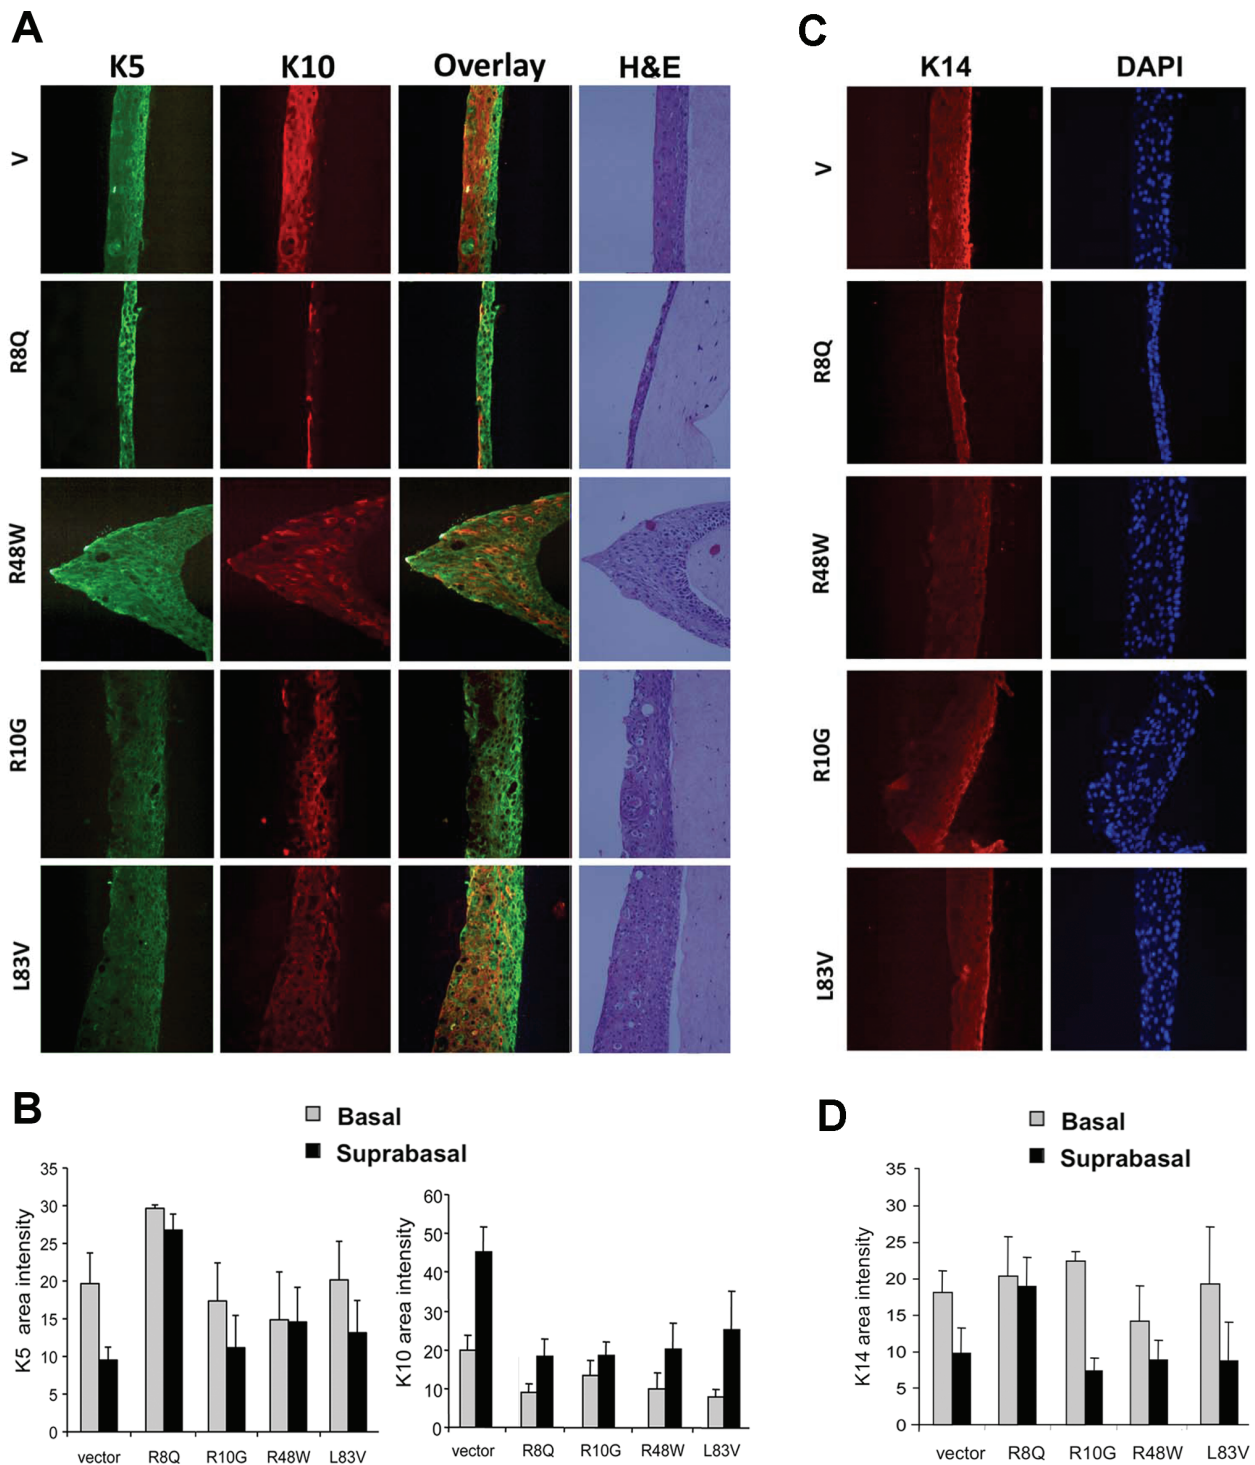 A
K5
K10
Overlay
H&E
V
R8Q
R48W
R10G
L83V
C
K14
DAPI
V
R8Q
R48W
R10G
L83V
B
Basal
Suprabasal
K5 area intensity
35
30
25
20
15
10
5
0
vector R8Q R10G R48W L83V
K10 area intensity
60
50
40
30
20
10
0
vector R8Q R10G R48W L83V
D
Basal
Suprabasal
K14 area intensity
35
30
25
20
15
10
5
0
vector R8Q R10G R48W L83V